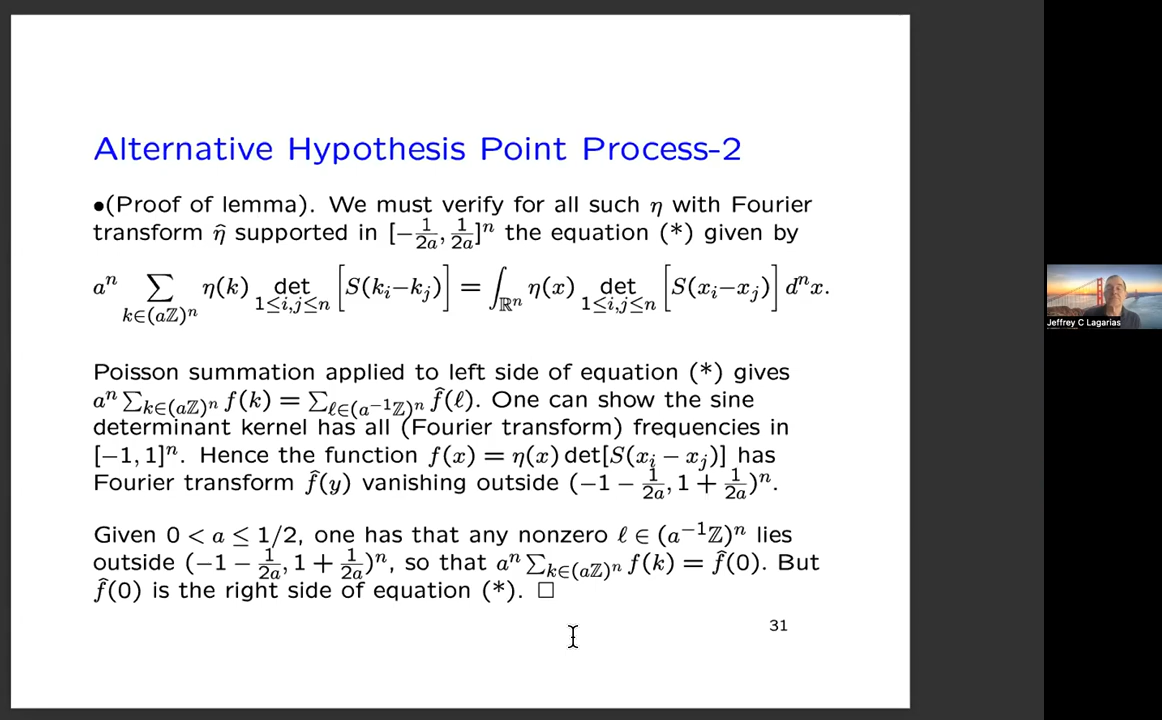 Alternative Hypothesis Point Process-2
•(Proof of lemma). We must verify for all such η with Fourier
transform η̂ supported in [−1/2a, 1/2a]ⁿ the equation (*) given by
aⁿ ∑_{k∈(aℤ)ⁿ} η(k) det_{1≤i,j≤n} [S(k_i−k_j)] = ∫_{ℝⁿ} η(x) det_{1≤i,j≤n} [S(x_i−x_j)] dⁿx.
Poisson summation applied to left side of equation (*) gives
aⁿ ∑_{k∈(aℤ)ⁿ} f(k) = ∑_{ℓ∈(a⁻¹ℤ)ⁿ} f̂(ℓ). One can show the sine
determinant kernel has all (Fourier transform) frequencies in
[−1, 1]ⁿ. Hence the function f(x) = η(x) det[S(x_i − x_j)] has
Fourier transform f̂(y) vanishing outside (−1 − 1/2a, 1 + 1/2a)ⁿ.
Given 0 < a ≤ 1/2, one has that any nonzero ℓ ∈ (a⁻¹ℤ)ⁿ lies
outside (−1 − 1/2a, 1 + 1/2a)ⁿ, so that aⁿ ∑_{k∈(aℤ)ⁿ} f(k) = f̂(0). But
f̂(0) is the right side of equation (*). □
31
Jeffrey C Lagarias